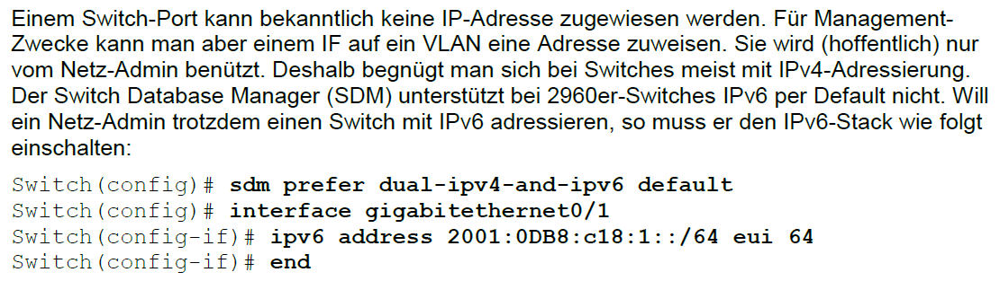 Einem Switch-Port kann bekanntlich keine IP-Adresse zugewiesen werden. Für Management-
Zwecke kann man aber einem IF auf ein VLAN eine Adresse zuweisen. Sie wird (hoffentlich) nur
vom Netz-Admin benützt. Deshalb begnügt man sich bei Switches meist mit IPv4-Adressierung.
Der Switch Database Manager (SDM) unterstützt bei 2960er-Switches IPv6 per Default nicht. Will
ein Netz-Admin trotzdem einen Switch mit IPv6 adressieren, so muss er den IPv6-Stack wie folgt
einschalten:
Switch(config)# sdm prefer dual-ipv4-and-ipv6 default
Switch(config)# interface gigabitethernet0/1
Switch(config-if)# ipv6 address 2001:0DB8:c18:1::/64 eui 64
Switch(config-if)# end